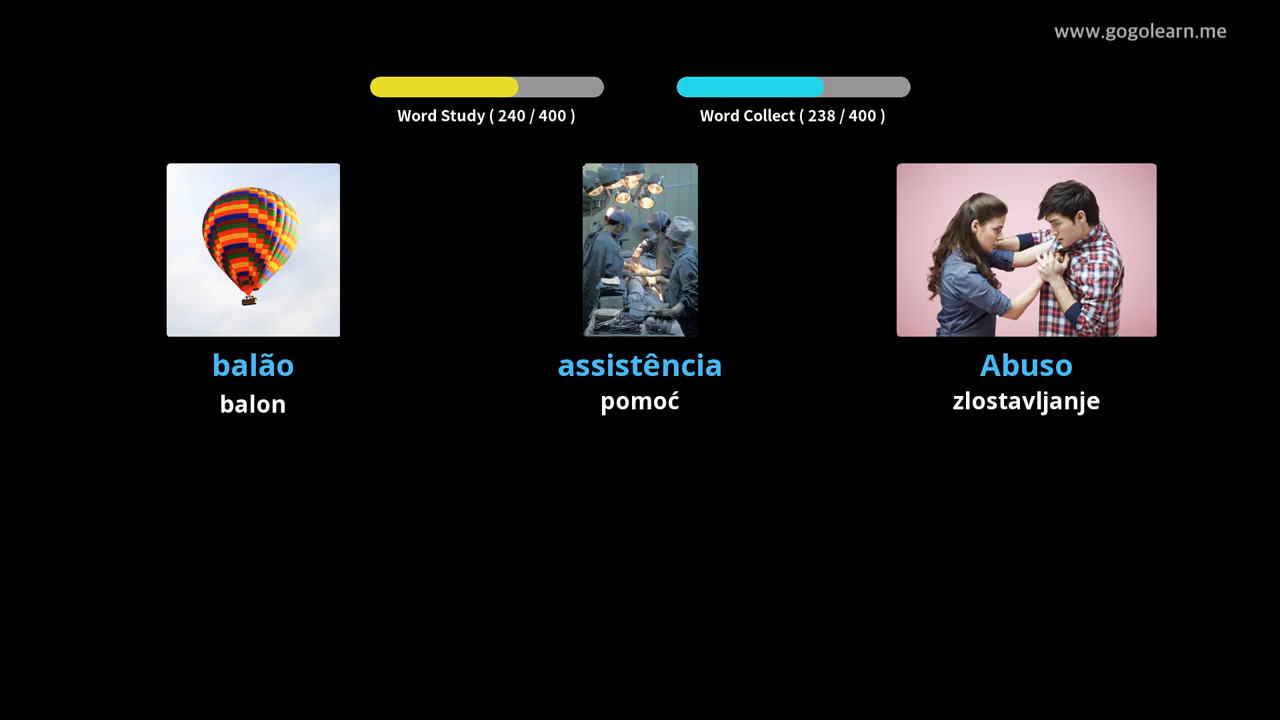 www.gogolearn.me
Word Study ( 240 / 400 )
Word Collect ( 238 / 400 )
balão
balon
assistência
pomoć
Abuso
zlostavljanje